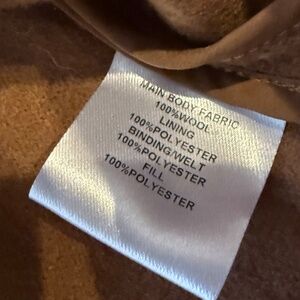 MAIN BODY FABRIC
100%WOOL
LINING
100%POLYESTER
BINDING/WELT
100%POLYESTER
FILL
100%POLYESTER